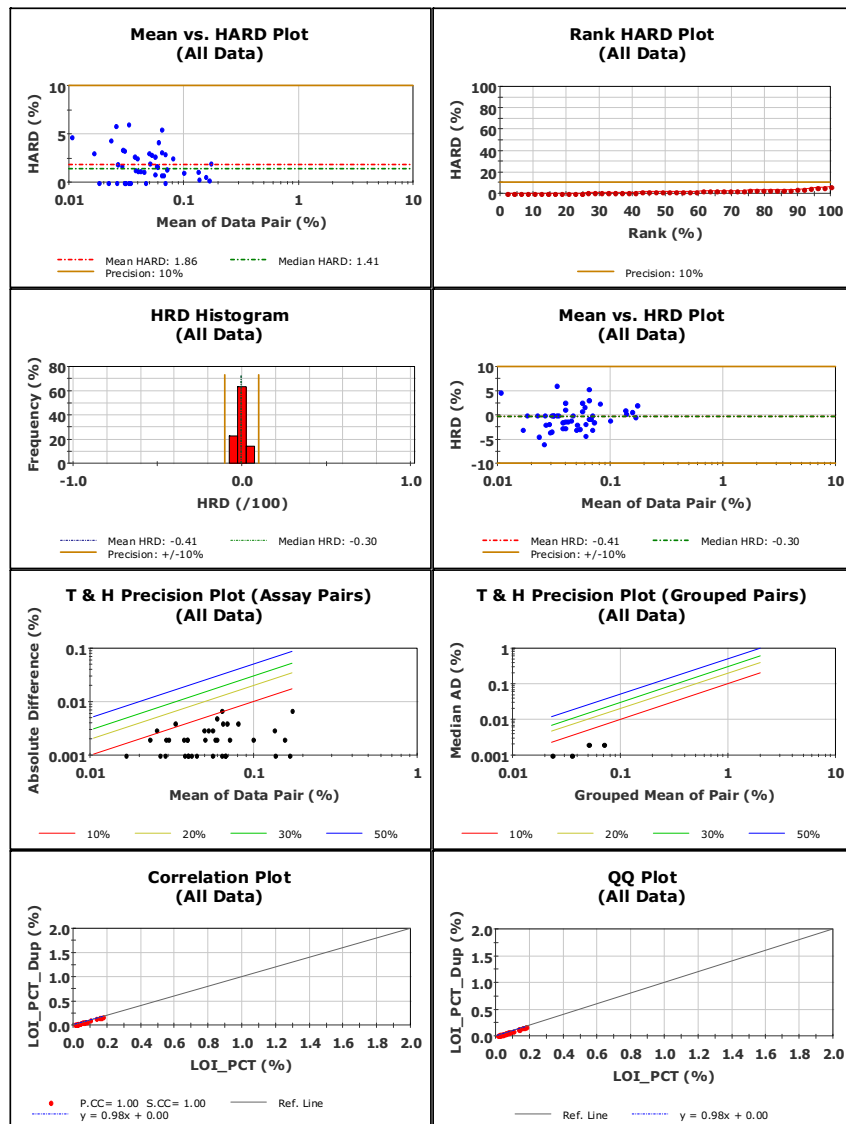 Mean vs. HARD Plot
(All Data)
HARD (%)
10
5
0
0.01
0.1
1
10
Mean of Data Pair (%)
Mean HARD: 1.86
Median HARD: 1.41
Precision: 10%
Rank HARD Plot
(All Data)
HARD (%)
100
80
60
40
20
0
0 10 20 30 40 50 60 70 80 90 100
Rank (%)
Precision: 10%
HRD Histogram
(All Data)
Frequency (%)
80
60
40
20
0
-1.0
0.0
1.0
HRD (/100)
Mean HRD: -0.41
Median HRD: -0.30
Precision: +/-10%
Mean vs. HRD Plot
(All Data)
HRD (%)
10
5
0
-5
-10
0.01
0.1
1
10
Mean of Data Pair (%)
Mean HRD: -0.41
Median HRD: -0.30
Precision: +/-10%
T & H Precision Plot (Assay Pairs)
(All Data)
Absolute Difference (%)
0.1
0.01
0.001
0.01
0.1
1
Mean of Data Pair (%)
10%
20%
30%
50%
T & H Precision Plot (Grouped Pairs)
(All Data)
Median AD (%)
1
0.1
0.01
0.001
0.01
0.1
1
10
Grouped Mean of Pair (%)
10%
20%
30%
50%
Correlation Plot
(All Data)
LOI_PCT_Dup (%)
2.0
1.5
1.0
0.5
0.0
0.0 0.2 0.4 0.6 0.8 1.0 1.2 1.4 1.6 1.8 2.0
LOI_PCT (%)
P.CC= 1.00 S.CC= 1.00
Ref. Line
y = 0.98x + 0.00
QQ Plot
(All Data)
LOI_PCT_Dup (%)
2.0
1.5
1.0
0.5
0.0
0.0 0.2 0.4 0.6 0.8 1.0 1.2 1.4 1.6 1.8 2.0
LOI_PCT (%)
Ref. Line
y = 0.98x + 0.00